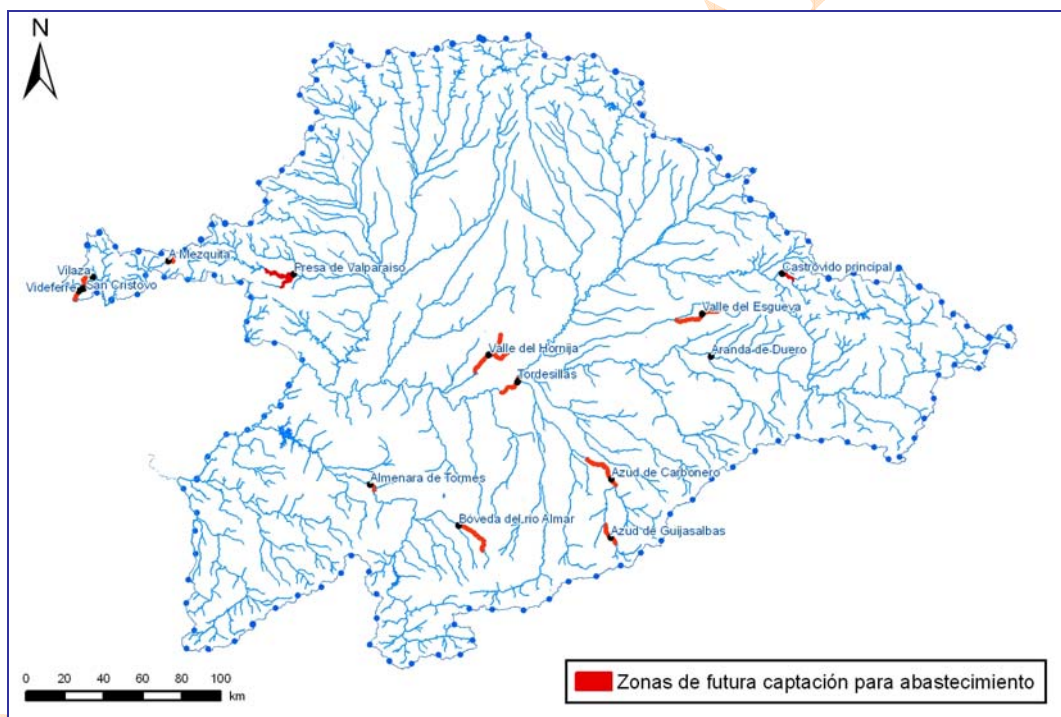 N
A Mezquita
Vilaza
Presa de Valparaiso
Castrovido principal
Videferre
San Cristovo
Valle del Esgueva
Valle del Hornija
Aranda de Duero
Tordesillas
Azud de Carbonero
Almenara de Tormes
Bóveda del río Almar
Azud de Guijasalbas
0 20 40 60 80 100
km
Zonas de futura captación para abastecimiento